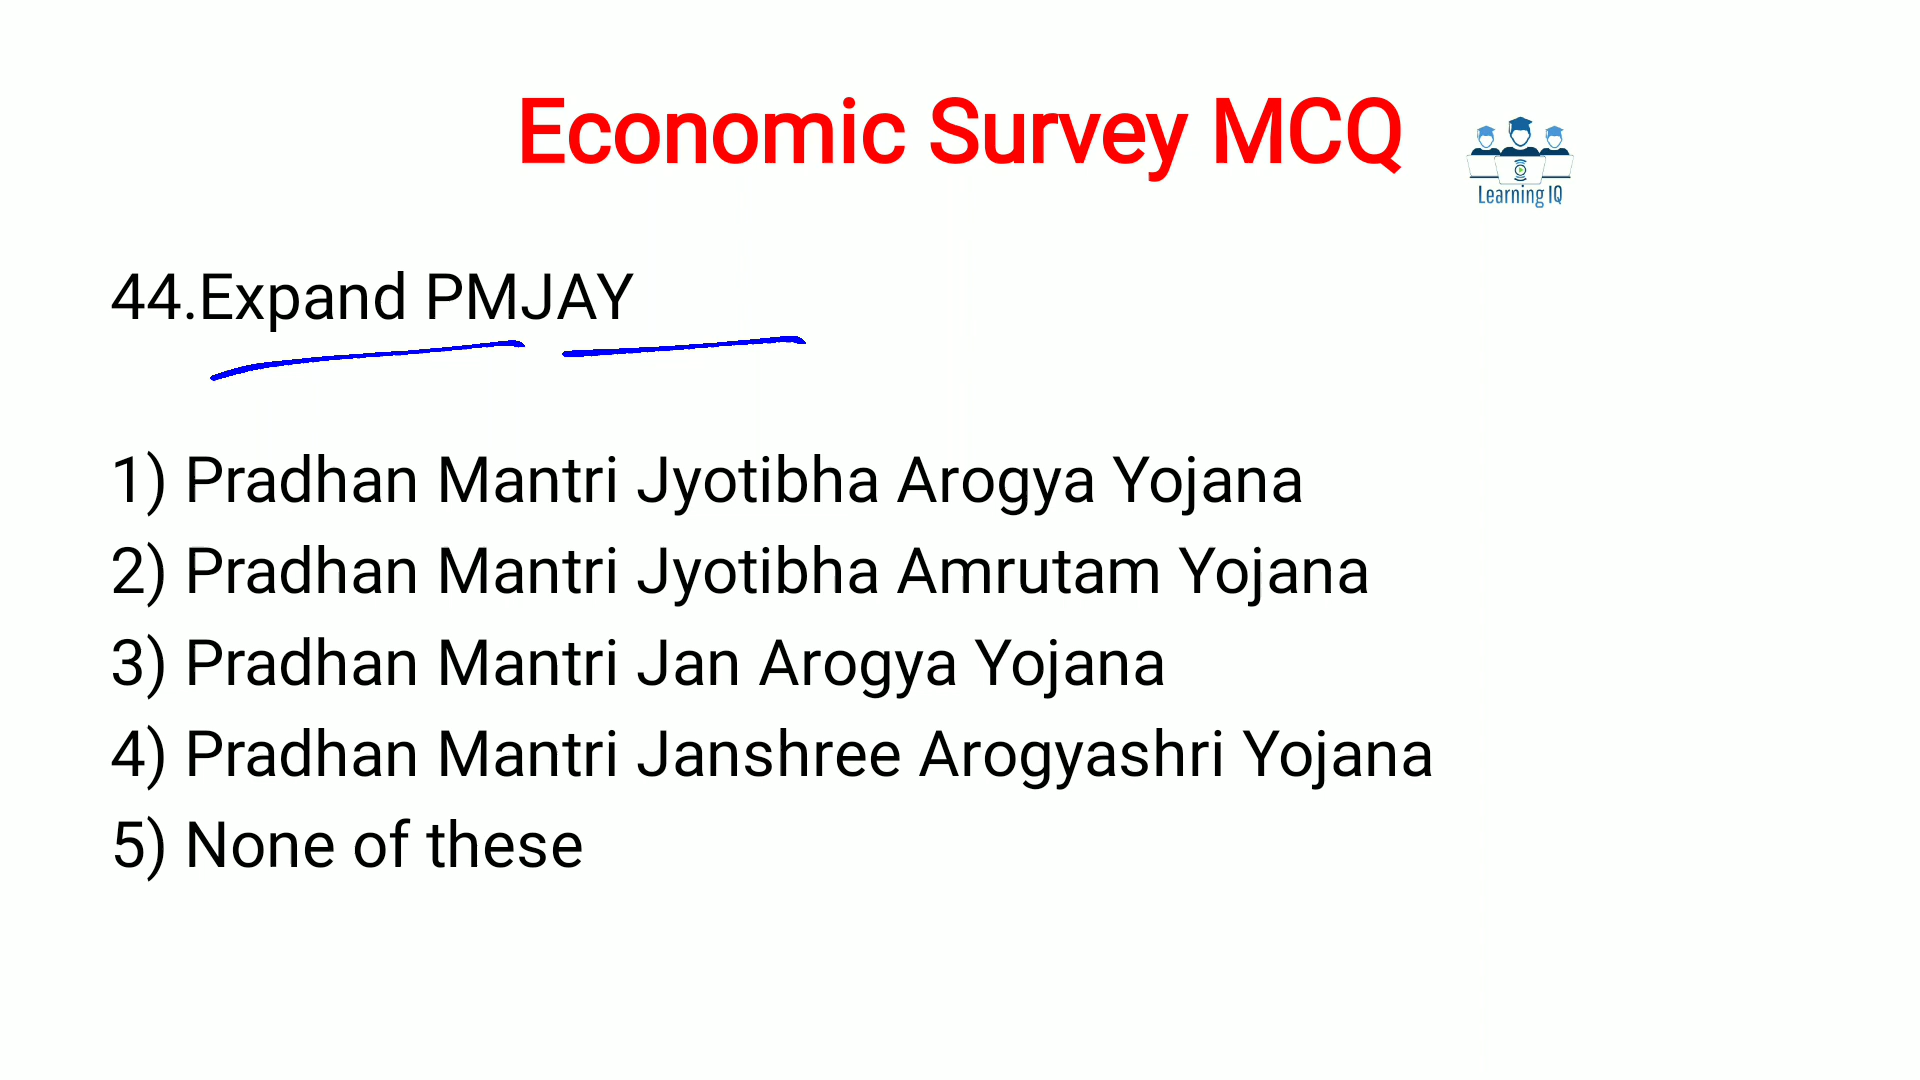 Economic Survey MCQ
Learning IQ
44.Expand PMJAY
1) Pradhan Mantri Jyotibha Arogya Yojana
2) Pradhan Mantri Jyotibha Amrutam Yojana
3) Pradhan Mantri Jan Arogya Yojana
4) Pradhan Mantri Janshree Arogyashri Yojana
5) None of these